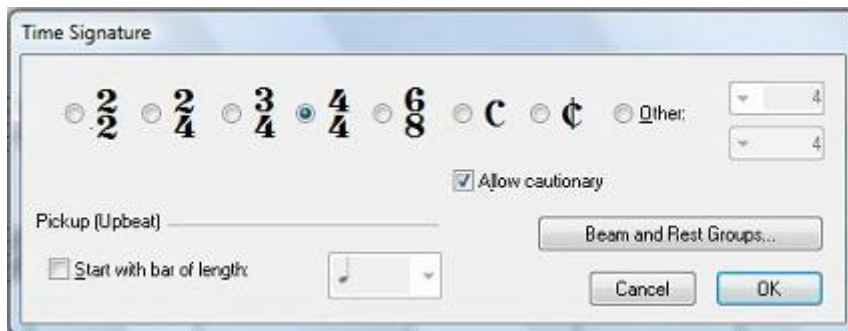 Time Signature
2/2 2/4 3/4 4/4 6/8 C ¢ Other: 4
4
Allow cautionary
Pickup (Upbeat)
Beam and Rest Groups...
Start with bar of length:
Cancel OK